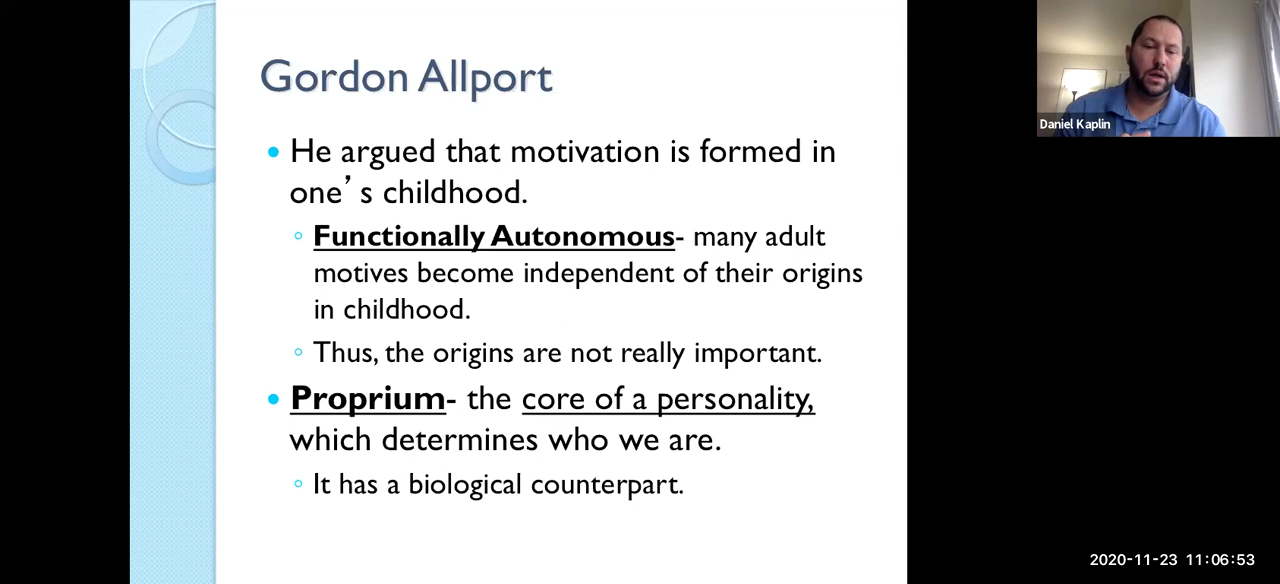 Gordon Allport
He argued that motivation is formed in
one’s childhood.
Functionally Autonomous- many adult
motives become independent of their origins
in childhood.
Thus, the origins are not really important.
Proprium- the core of a personality,
which determines who we are.
It has a biological counterpart.
Daniel Kaplin
2020-11-23 11:06:53